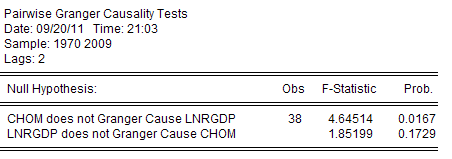 Pairwise Granger Causality Tests
Date: 09/20/11 Time: 21:03
Sample: 1970 2009
Lags: 2
Null Hypothesis: Obs F-Statistic Prob.
CHOM does not Granger Cause LNRGDP 38 4.64514 0.0167
LNRGDP does not Granger Cause CHOM 1.85199 0.1729